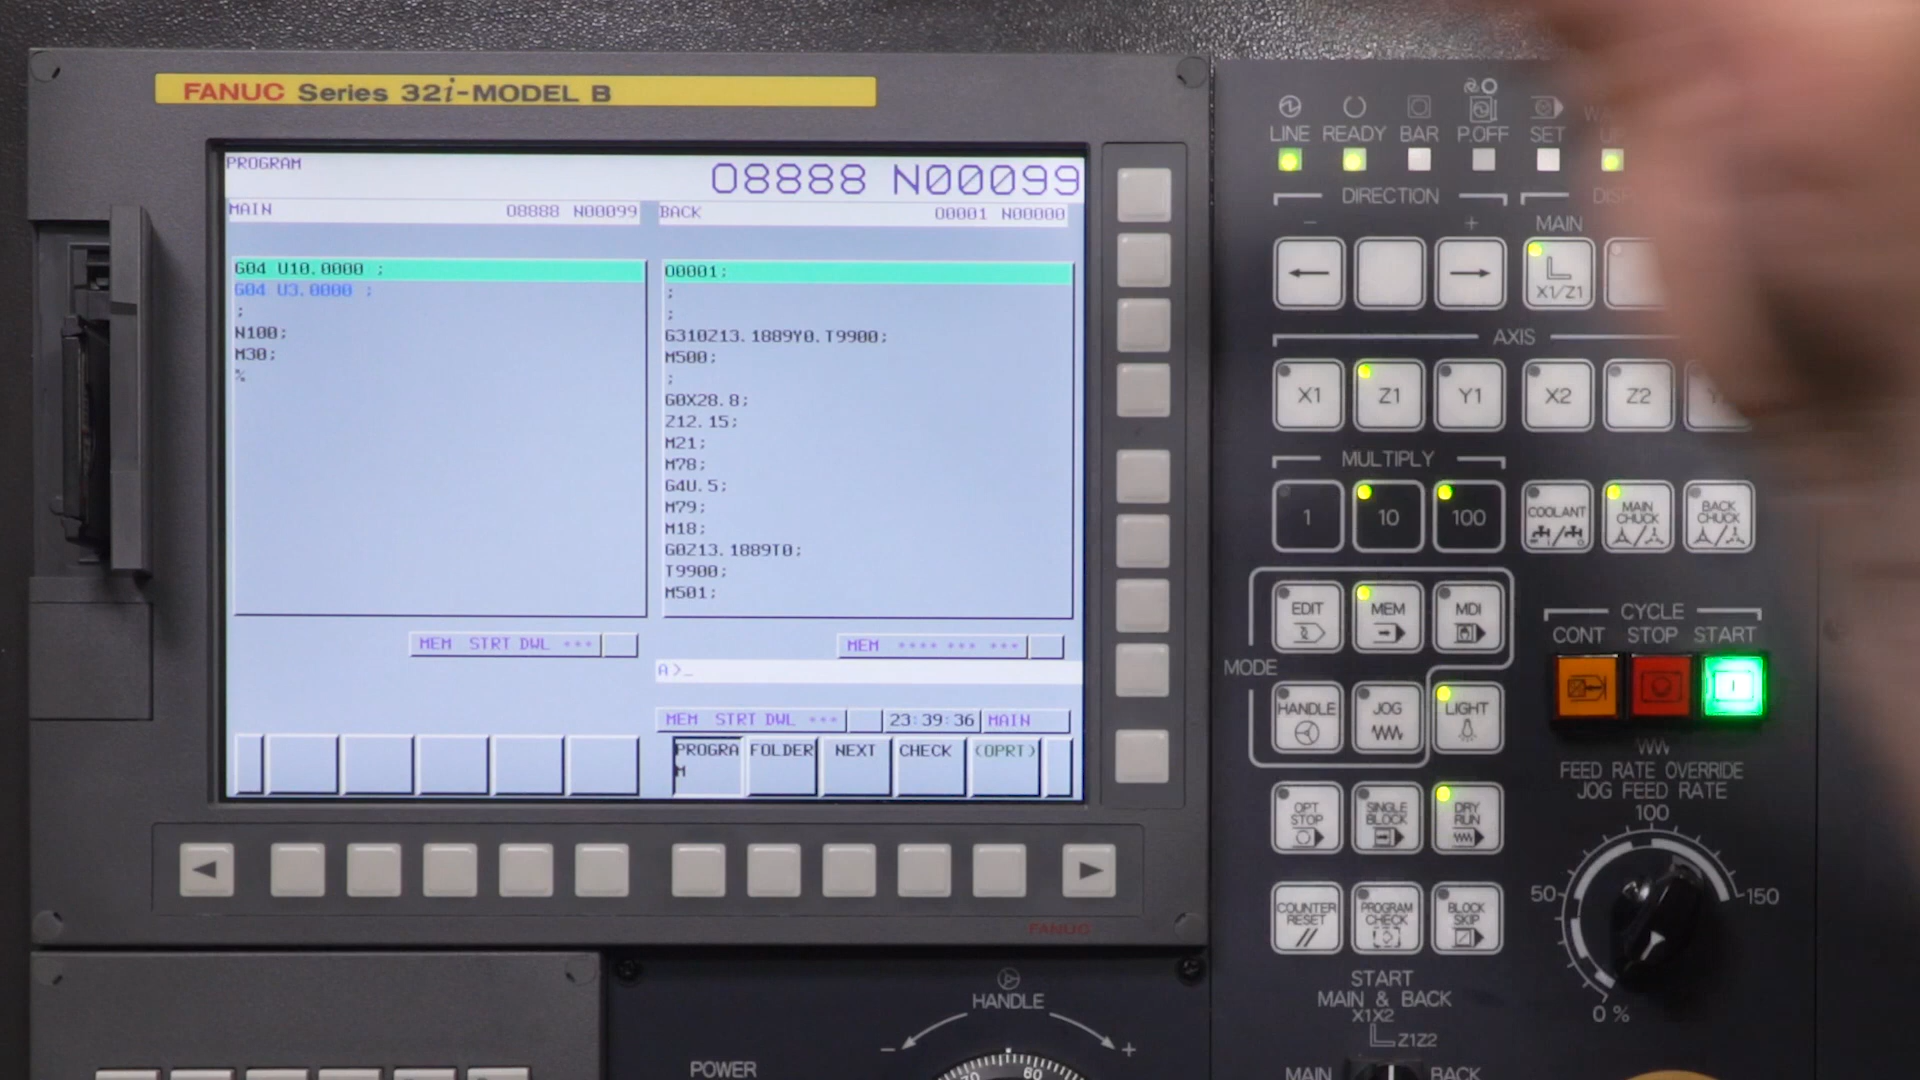 FANUC Series 32i-MODEL B
PROGRAM
O8888 N00099
MAIN O8888 N00099
BACK O0001 N00000
G04 U10.0000 ;
G04 U3.0000 ;
;
N100;
M30;
%
O0001;
;
;
G310Z13.1889Y0.T9900;
M500;
;
G0X28.8;
Z12.15;
M21;
M78;
G4U.5;
M79;
M18;
G0Z13.1889T0;
T9900;
M501;
MEM STRT DWL ***
MEM **** *** ***
A>_
MEM STRT DWL ***
23:39:36 MAIN
PROGRA
M
FOLDER
NEXT
CHECK
(OPRT)
FANUC
LINE READY BAR P.OFF SET
DIRECTION
- +
MAIN
X1/Z1
AXIS
X1 Z1 Y1 X2 Z2
MULTIPLY
1 10 100
COOLANT
MAIN
CHUCK
BACK
CHUCK
MODE
EDIT
MEM
MDI
HANDLE
JOG
LIGHT
CYCLE
CONT STOP START
OPT
STOP
SINGLE
BLOCK
DRY
RUN
FEED RATE OVERRIDE
JOG FEED RATE
100
50
150
0 %
COUNTER
RESET
PROGRAM
CHECK
BLOCK
SKIP
START
MAIN & BACK
X1X2
Z1Z2
MAIN
BACK
HANDLE
- +
POWER
70 60